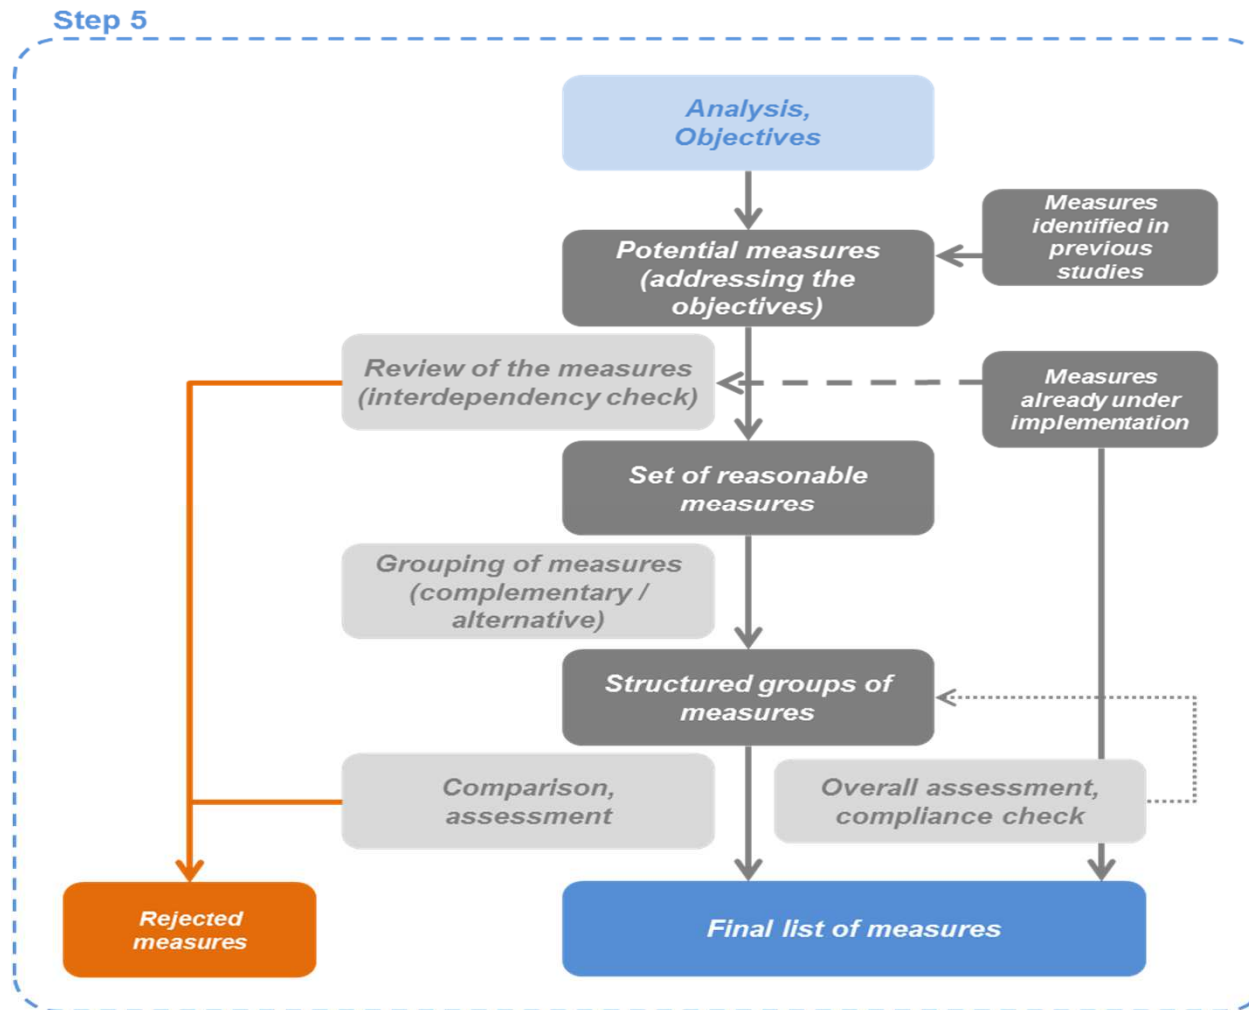 Step 5
Analysis,
Objectives
Measures
identified in
previous
studies
Potential measures
(addressing the
objectives)
Review of the measures
(interdependency check)
Measures
already under
implementation
Set of reasonable
measures
Grouping of measures
(complementary /
alternative)
Structured groups of
measures
Comparison,
assessment
Overall assessment,
compliance check
Rejected
measures
Final list of measures